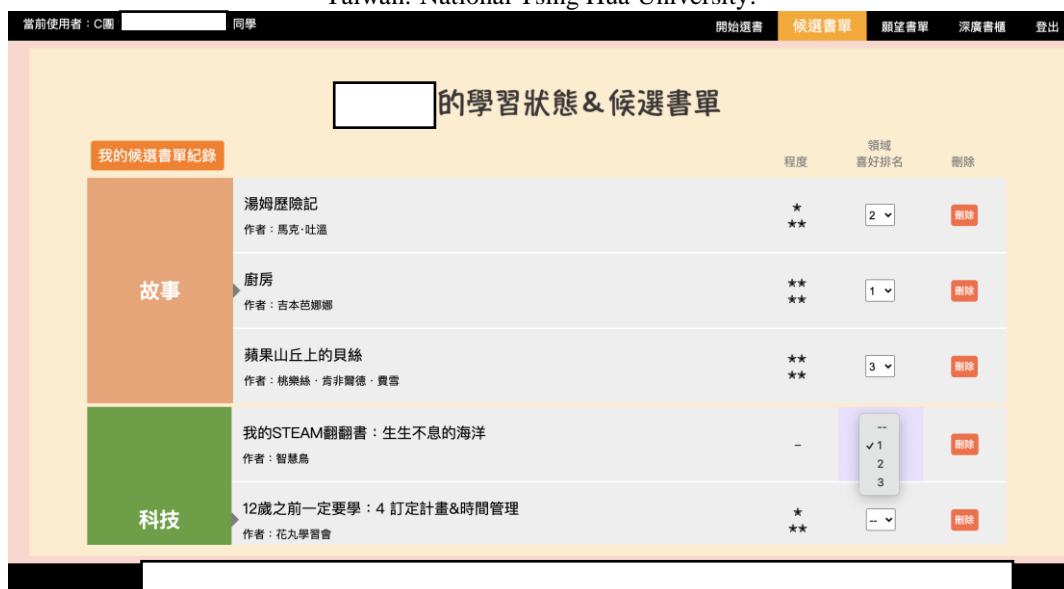 Taiwan: National Tsing Hua University.
當前使用者：C團 同學
開始選書 候選書單 願望書單 深廣書櫃 登出
的學習狀態&候選書單
我的候選書單紀錄
程度
領域
喜好排名
刪除
故事
湯姆歷險記
作者：馬克·吐溫
★
★★
2
刪除
廚房
作者：吉本芭娜娜
★★
★★
1
刪除
蘋果山丘上的貝絲
作者：桃樂絲·肯非爾德·費雪
★★
★★
3
刪除
科技
我的STEAM翻翻書：生生不息的海洋
作者：智慧鳥
–
--
✓1
2
3
刪除
12歲之前一定要學：4 訂定計畫&時間管理
作者：花丸學習會
★
★★
--
刪除